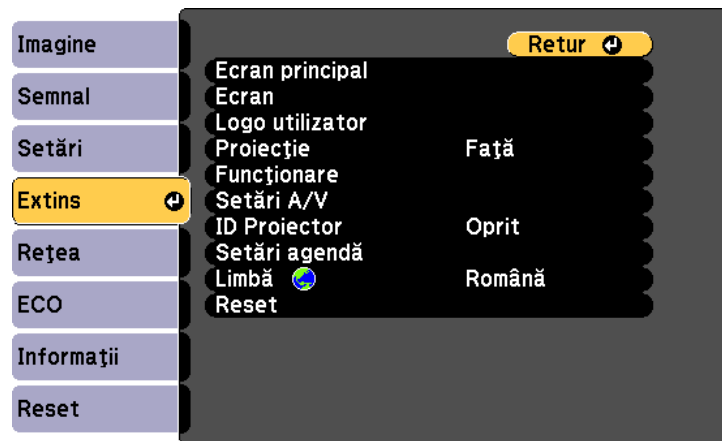 Imagine
Semnal
Setări
Extins
Reţea
ECO
Informaţii
Reset
Retur
Ecran principal
Ecran
Logo utilizator
Proiecţie Faţă
Funcţionare
Setări A/V
ID Proiector Oprit
Setări agendă
Limbă Română
Reset